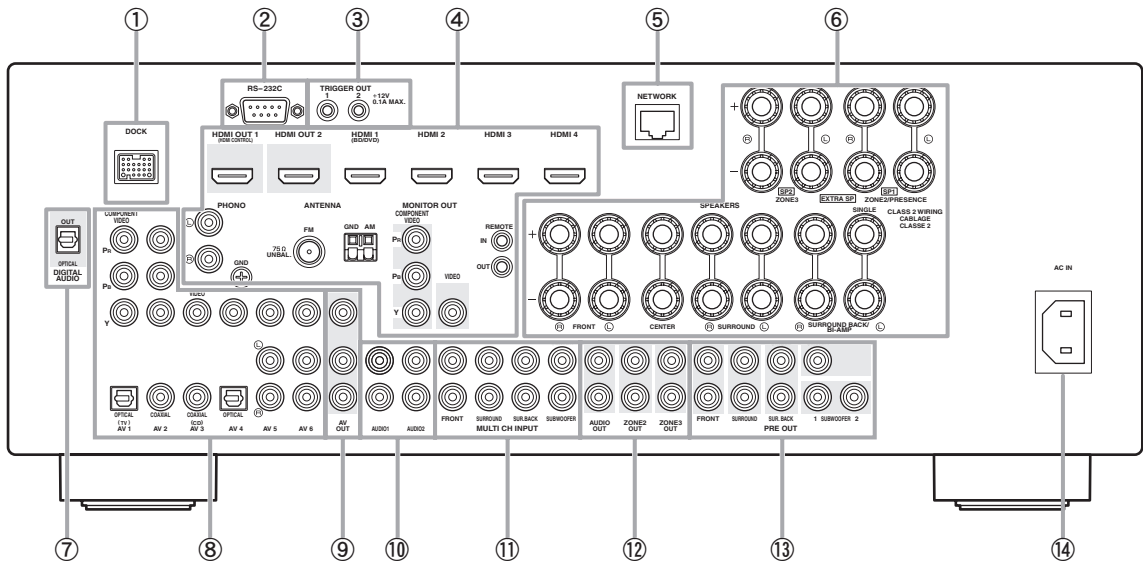 ① ② ③ ④ ⑤ ⑥
RS-232C
TRIGGER OUT
1 2
+12V
0.1A MAX.
NETWORK
DOCK
HDMI OUT 1
(HDMI CONTROL)
HDMI OUT 2
HDMI 1
(BD/DVD)
HDMI 2
HDMI 3
HDMI 4
+
R L R L
–
SP2
ZONE3
EXTRA SP
SP1
ZONE2/PRESENCE
PHONO
L
R
GND
ANTENNA
FM
75Ω
UNBAL.
GND AM
MONITOR OUT
COMPONENT
VIDEO
PR
PB
Y
VIDEO
REMOTE
IN
OUT
SPEAKERS
SINGLE
CLASS 2 WIRING
CABLAGE
CLASSE 2
+
–
R FRONT L
CENTER
R SURROUND L
R SURROUND BACK/
BI-AMP L
AC IN
OUT
OPTICAL
DIGITAL
AUDIO
COMPONENT
VIDEO
PR
PB
Y
VIDEO
L
R
OPTICAL
(TV)
AV 1
COAXIAL
AV 2
COAXIAL
(CD)
AV 3
OPTICAL
AV 4
AV 5
AV 6
AV
OUT
AUDIO1
AUDIO2
FRONT
SURROUND
SUR.BACK
SUBWOOFER
MULTI CH INPUT
AUDIO
OUT
ZONE2
OUT
ZONE3
OUT
FRONT
SURROUND
SUR.BACK
1 SUBWOOFER 2
PRE OUT
⑦ ⑧ ⑨ ⑩ ⑪ ⑫ ⑬ ⑭